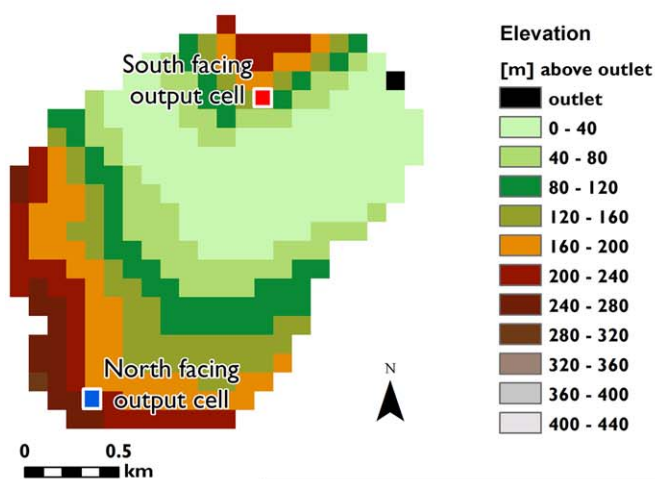 South facing
output cell
North facing
output cell
N
0 0.5
km
Elevation
[m] above outlet
outlet
0 - 40
40 - 80
80 - 120
120 - 160
160 - 200
200 - 240
240 - 280
280 - 320
320 - 360
360 - 400
400 - 440